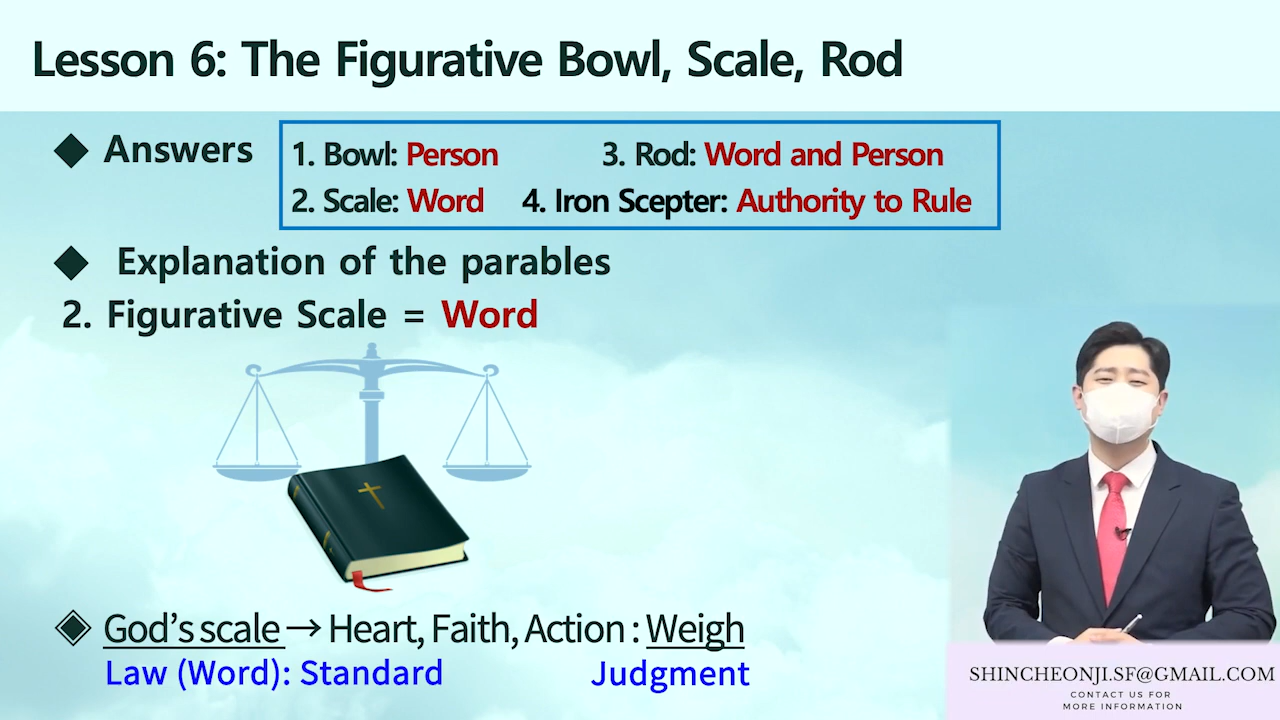 Lesson 6: The Figurative Bowl, Scale, Rod
◆ Answers
1. Bowl: Person 3. Rod: Word and Person
2. Scale: Word 4. Iron Scepter: Authority to Rule
◆ Explanation of the parables
2. Figurative Scale = Word
◈ God's scale → Heart, Faith, Action : Weigh
Law (Word): Standard Judgment
SHINCHEONJI.SF@GMAIL.COM
CONTACT US FOR
MORE INFORMATION